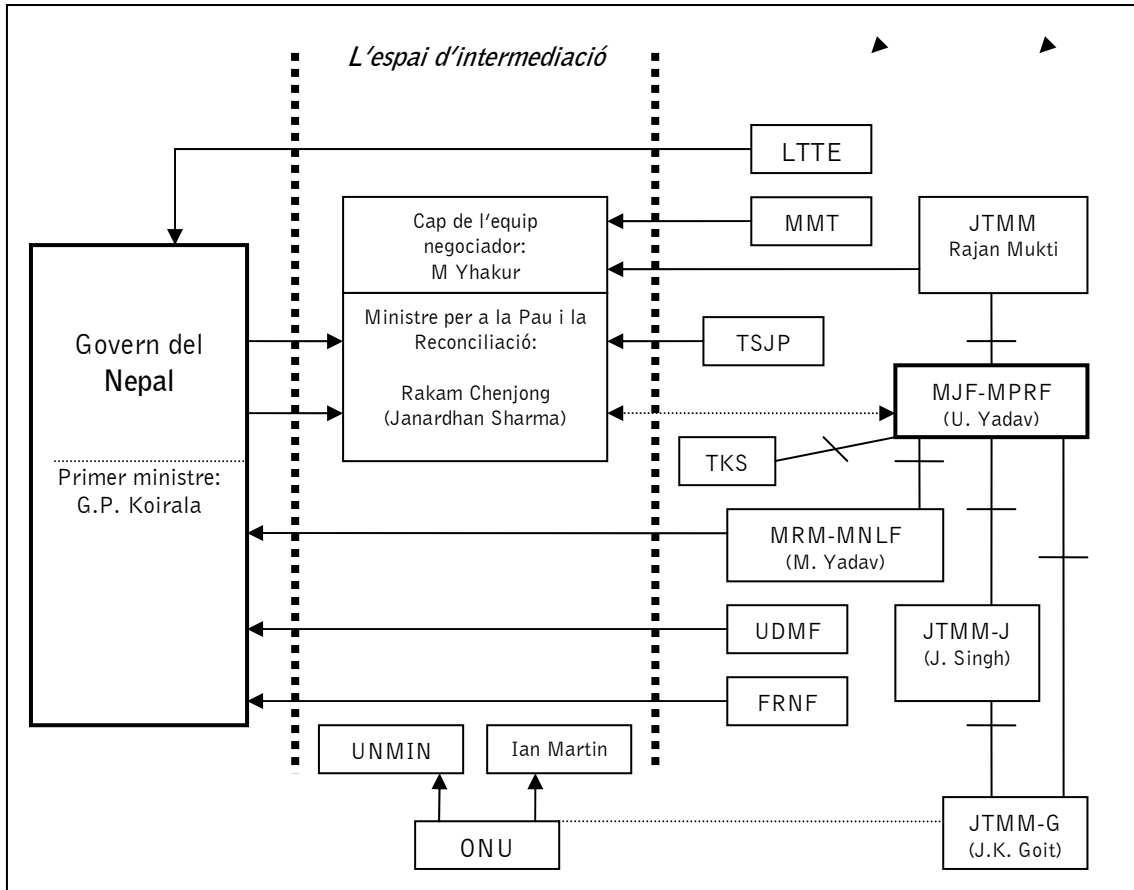 L'espai d'intermediació
LTTE
MMT
JTMM
Rajan Mukti
Cap de l'equip
negociador:
M Yhakur
Ministre per a la Pau i la
Reconciliació:
Rakam Chenjong
(Janardhan Sharma)
TSJP
Govern del
Nepal
Primer ministre:
G.P. Koirala
MJF-MPRF
(U. Yadav)
TKS
MRM-MNLF
(M. Yadav)
UDMF
JTMM-J
(J. Singh)
FRNF
UNMIN
Ian Martin
ONU
JTMM-G
(J.K. Goit)